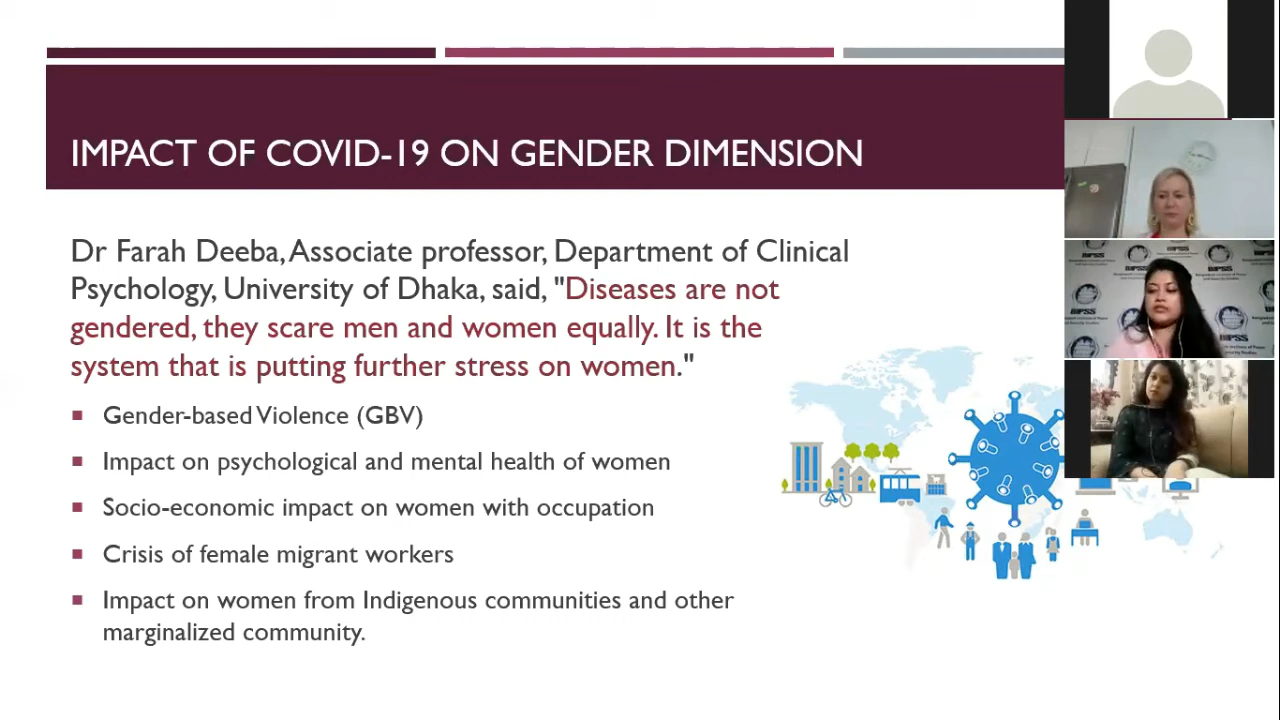 IMPACT OF COVID-19 ON GENDER DIMENSION
Dr Farah Deeba, Associate professor, Department of Clinical
Psychology, University of Dhaka, said, "Diseases are not
gendered, they scare men and women equally. It is the
system that is putting further stress on women."
Gender-based Violence (GBV)
Impact on psychological and mental health of women
Socio-economic impact on women with occupation
Crisis of female migrant workers
Impact on women from Indigenous communities and other
marginalized community.
BIPSS